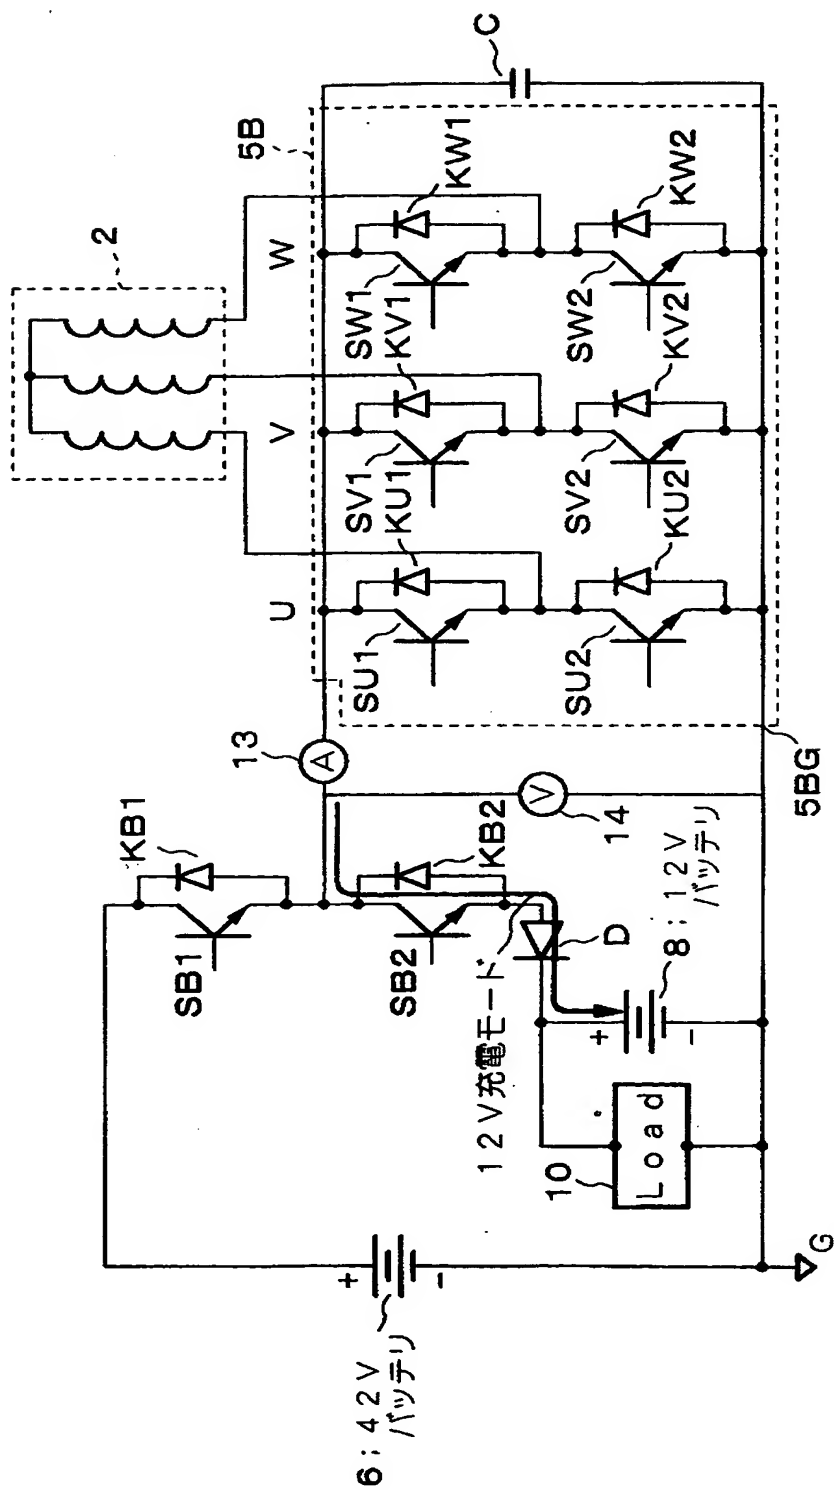 2
5B
C
U
V
W
SU1
KU1
SV1
KV1
SW1
KW1
SU2
KU2
SV2
KV2
SW2
KW2
13
A
V
14
5BG
KB1
SB1
KB2
SB2
D
12V充電モード
+
-
8;12V
バッテリ
10
Load
+
-
6;42V
バッテリ
G